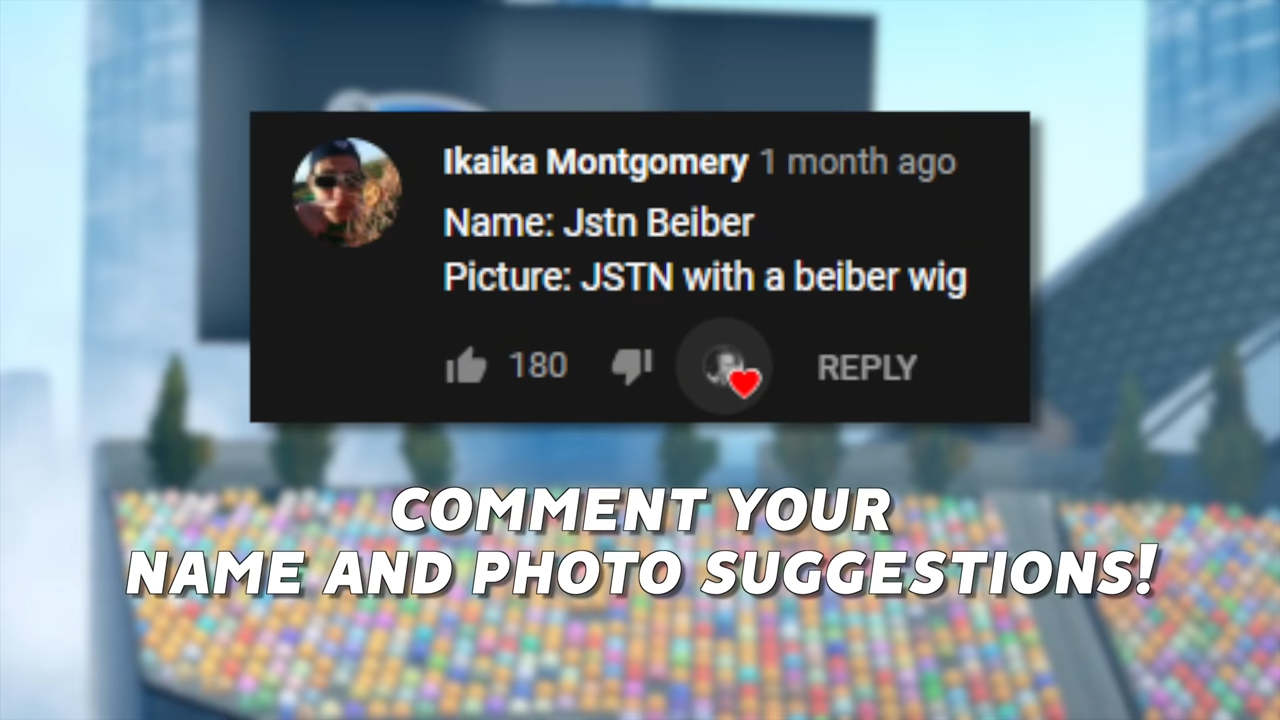 Ikaika Montgomery 1 month ago
Name: Jstn Beiber
Picture: JSTN with a beiber wig
180 REPLY
COMMENT YOUR
NAME AND PHOTO SUGGESTIONS!